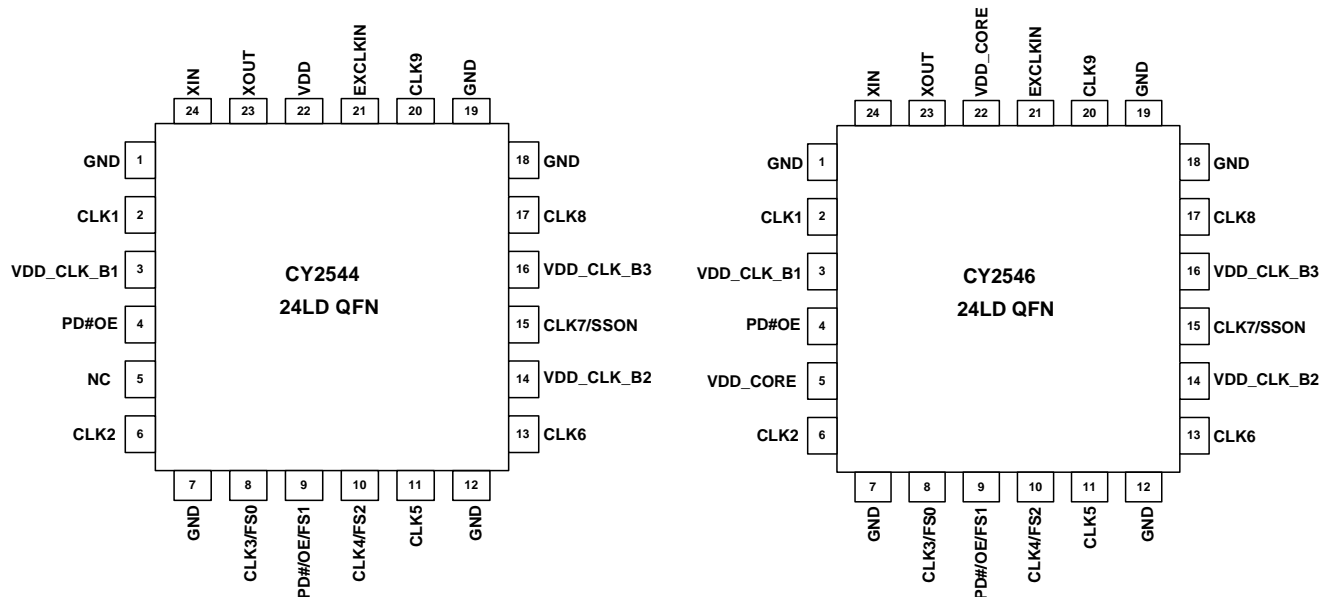 XIN
XOUT
VDD
EXCLKIN
CLK9
GND
24
23
22
21
20
19
GND 1
CLK1 2
VDD_CLK_B1 3
PD#OE 4
NC 5
CLK2 6
CY2544
24LD QFN
18 GND
17 CLK8
16 VDD_CLK_B3
15 CLK7/SSON
14 VDD_CLK_B2
13 CLK6
7
8
9
10
11
12
GND
CLK3/FS0
PD#/OE/FS1
CLK4/FS2
CLK5
GND
XIN
XOUT
VDD_CORE
EXCLKIN
CLK9
GND
24
23
22
21
20
19
GND 1
CLK1 2
VDD_CLK_B1 3
PD#OE 4
VDD_CORE 5
CLK2 6
CY2546
24LD QFN
18 GND
17 CLK8
16 VDD_CLK_B3
15 CLK7/SSON
14 VDD_CLK_B2
13 CLK6
7
8
9
10
11
12
GND
CLK3/FS0
PD#/OE/FS1
CLK4/FS2
CLK5
GND